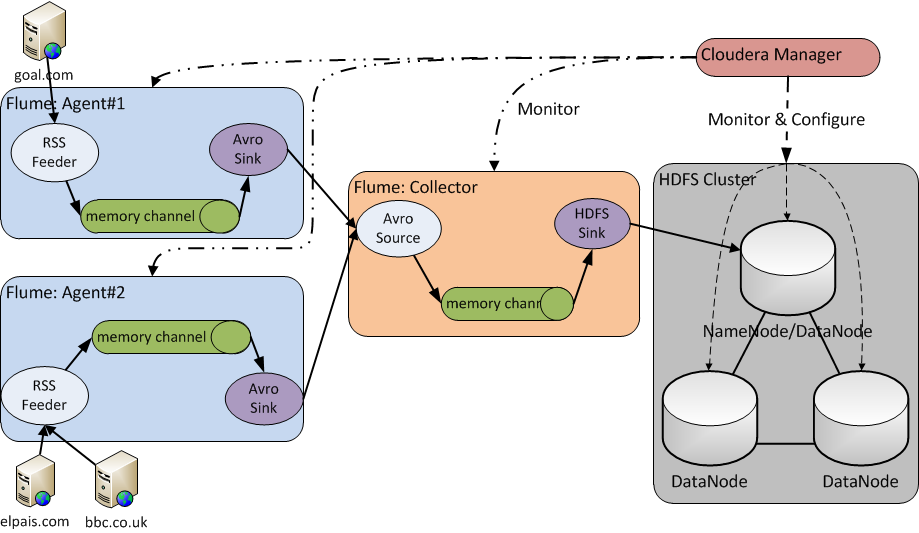 goal.com
Flume: Agent#1
RSS
Feeder
Avro
Sink
memory channel
Cloudera Manager
Monitor
Monitor & Configure
Flume: Collector
Avro
Source
HDFS
Sink
memory chann
HDFS Cluster
NameNode/DataNode
DataNode
DataNode
Flume: Agent#2
memory channel
RSS
Feeder
Avro
Sink
elpais.com
bbc.co.uk